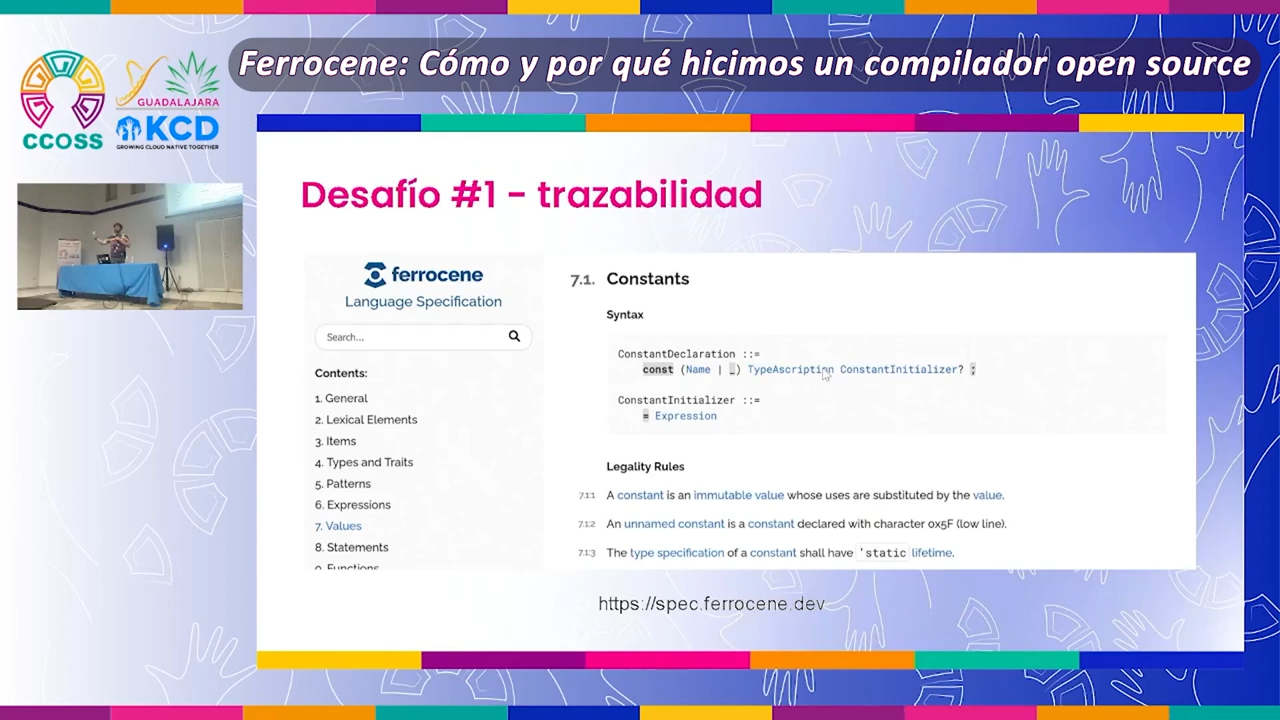 Ferrocene: Cómo y por qué hicimos un compilador open source
CCOSS
GUADALAJARA
KCD
GROWING CLOUD NATIVE TOGETHER
Desafío #1 - trazabilidad
ferrocene
Language Specification
Search...
Contents:
1. General
2. Lexical Elements
3. Items
4. Types and Traits
5. Patterns
6. Expressions
7. Values
8. Statements
9. Functions
7.1. Constants
Syntax
ConstantDeclaration ::=
const (Name | _) TypeAscription ConstantInitializer? ;
ConstantInitializer ::=
= Expression
Legality Rules
7.1:1 A constant is an immutable value whose uses are substituted by the value.
7.1:2 An unnamed constant is a constant declared with character 0x5F (low line).
7.1:3 The type specification of a constant shall have 'static lifetime.
https://spec.ferrocene.dev